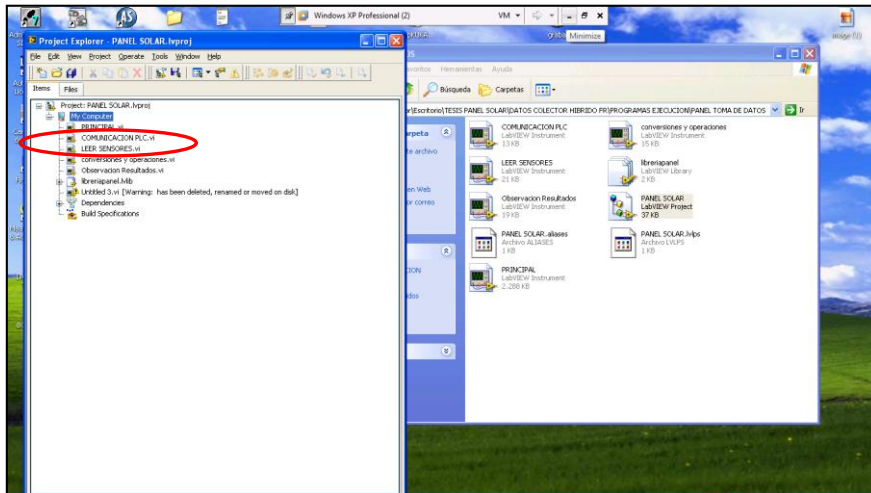 Windows XP Professional (2)
VM
Minimize
image (1)
Project Explorer - PANEL SOLAR.lvproj
File Edit View Project Operate Tools Window Help
Items Files
Project: PANEL SOLAR.lvproj
My Computer
PRINCIPAL.vi
COMUNICACION PLC.vi
LEER SENSORES.vi
conversiones y operaciones.vi
Observacion Resultados.vi
libreriapanel.lvlib
Untitled 3.vi [Warning: has been deleted, renamed or moved on disk]
Dependencies
Build Specifications
OS
Herramientas Ayuda
Búsqueda Carpetas
Escritorio\TESIS PANEL SOLAR\DATOS COLECTOR HIBRIDO PR\PROGRAMAS EJECUCION\PANEL TOMA DE DATOS Ir
COMUNICACION PLC
LabVIEW Instrument
13 KB
conversiones y operaciones
LabVIEW Instrument
15 KB
LEER SENSORES
LabVIEW Instrument
21 KB
libreriapanel
LabVIEW Library
2 KB
Observacion Resultados
LabVIEW Instrument
19 KB
PANEL SOLAR
LabVIEW Project
37 KB
PANEL SOLAR.aliases
Archivo ALIASES
1 KB
PANEL SOLAR.lvlps
Archivo LVLPS
1 KB
PRINCIPAL
LabVIEW Instrument
2.288 KB